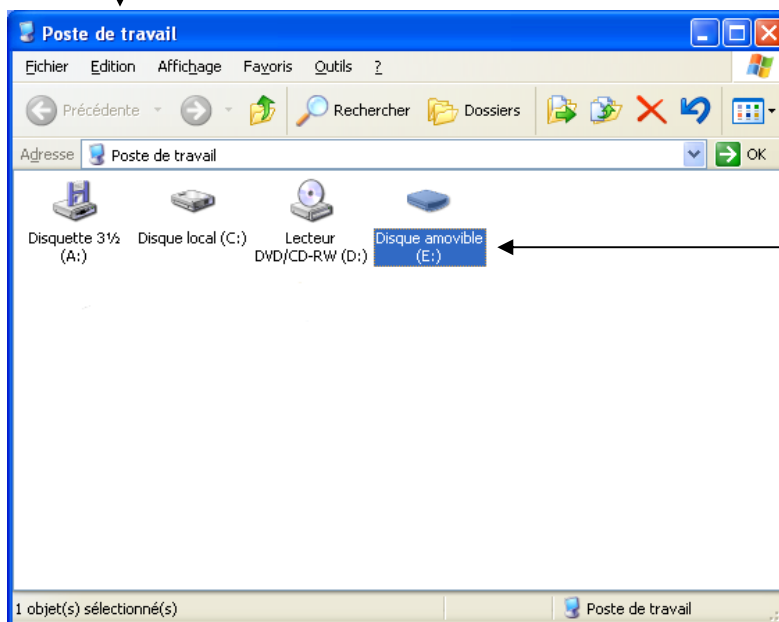 Poste de travail
Fichier Edition Affichage Favoris Outils ?
Précédente Rechercher Dossiers
Adresse Poste de travail OK
Disquette 3½ (A:)
Disque local (C:)
Lecteur DVD/CD-RW (D:)
Disque amovible (E:)
1 objet(s) sélectionné(s) Poste de travail